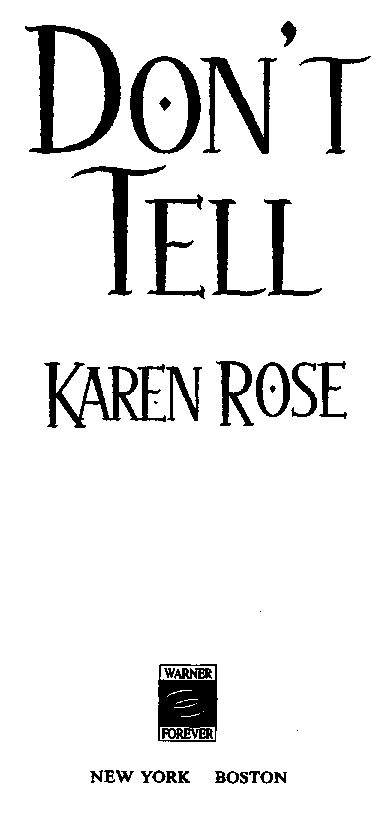 DON'T
TELL
KAREN ROSE
WARNER
FOREVER
NEW YORK BOSTON